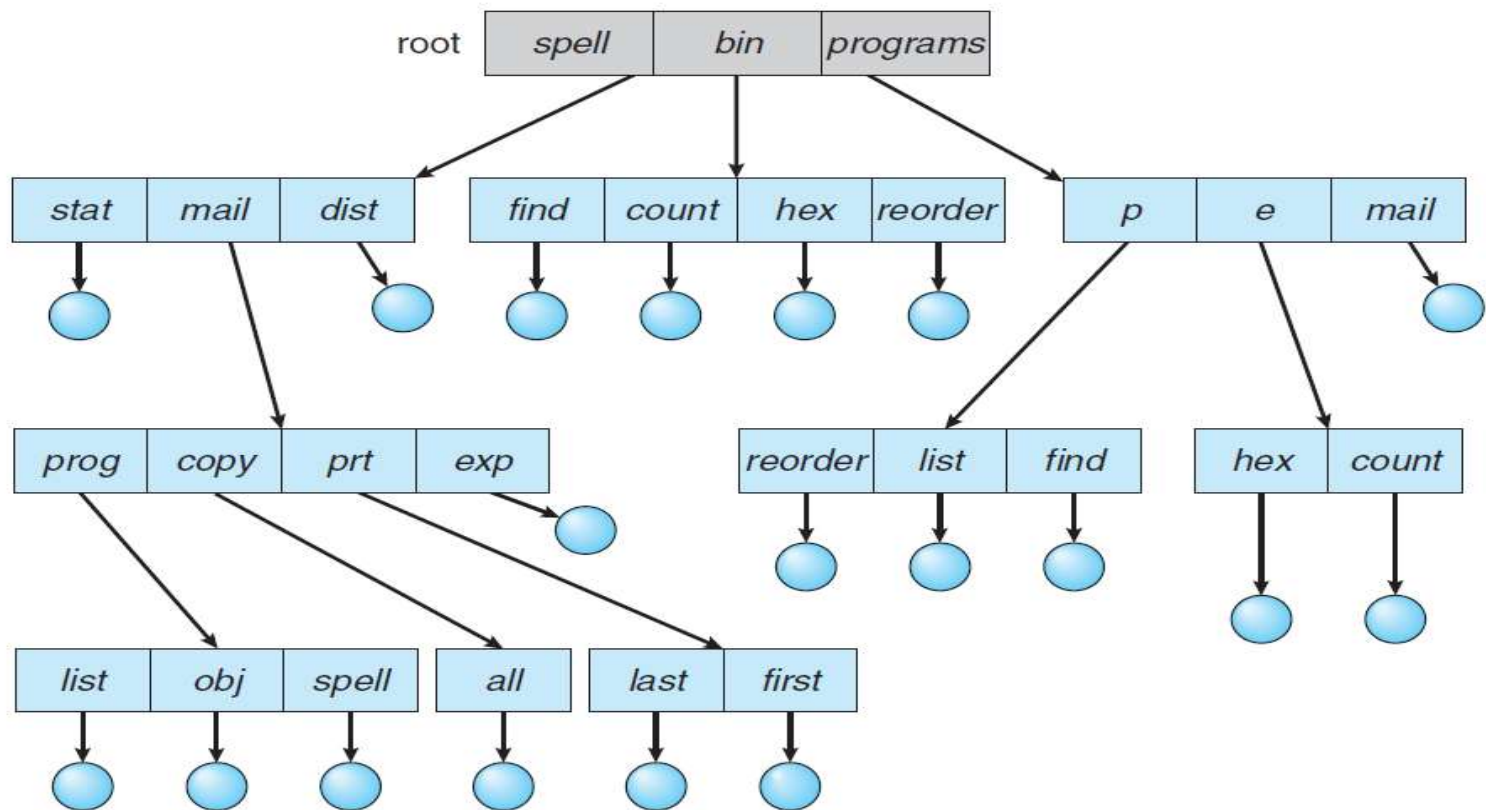 root spell bin programs
stat mail dist find count hex reorder p e mail
prog copy prt exp reorder list find hex count
list obj spell all last first